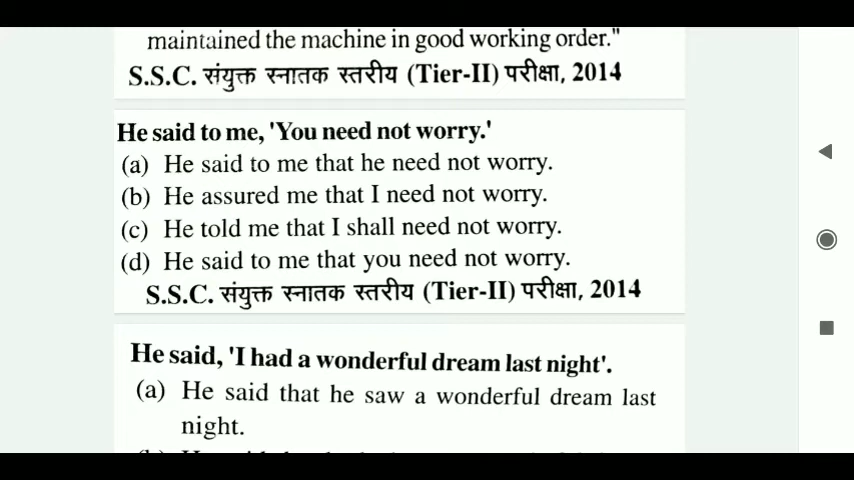 maintained the machine in good working order."
S.S.C. संयुक्त स्नातक स्तरीय (Tier-II) परीक्षा, 2014
He said to me, 'You need not worry.'
(a) He said to me that he need not worry.
(b) He assured me that I need not worry.
(c) He told me that I shall need not worry.
(d) He said to me that you need not worry.
S.S.C. संयुक्त स्नातक स्तरीय (Tier-II) परीक्षा, 2014
He said, 'I had a wonderful dream last night'.
(a) He said that he saw a wonderful dream last
night.